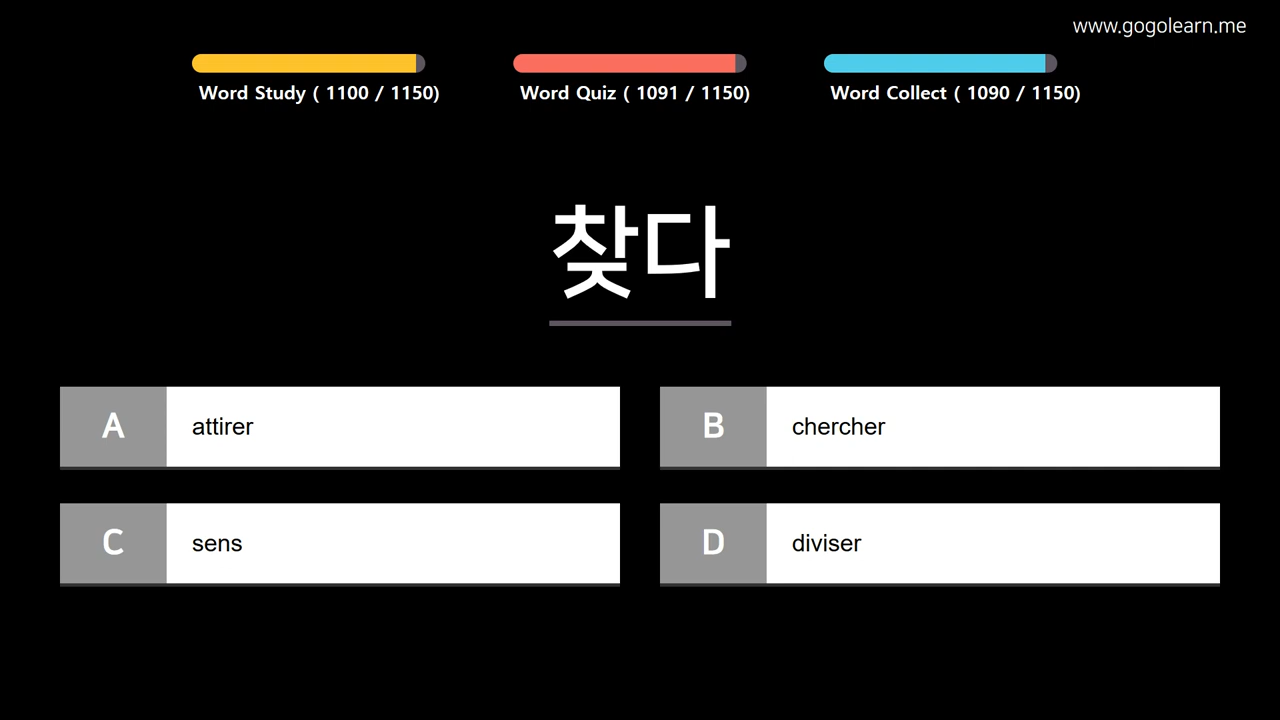 www.gogolearn.me
Word Study ( 1100 / 1150)
Word Quiz ( 1091 / 1150)
Word Collect ( 1090 / 1150)
찾다
A attirer
B chercher
C sens
D diviser